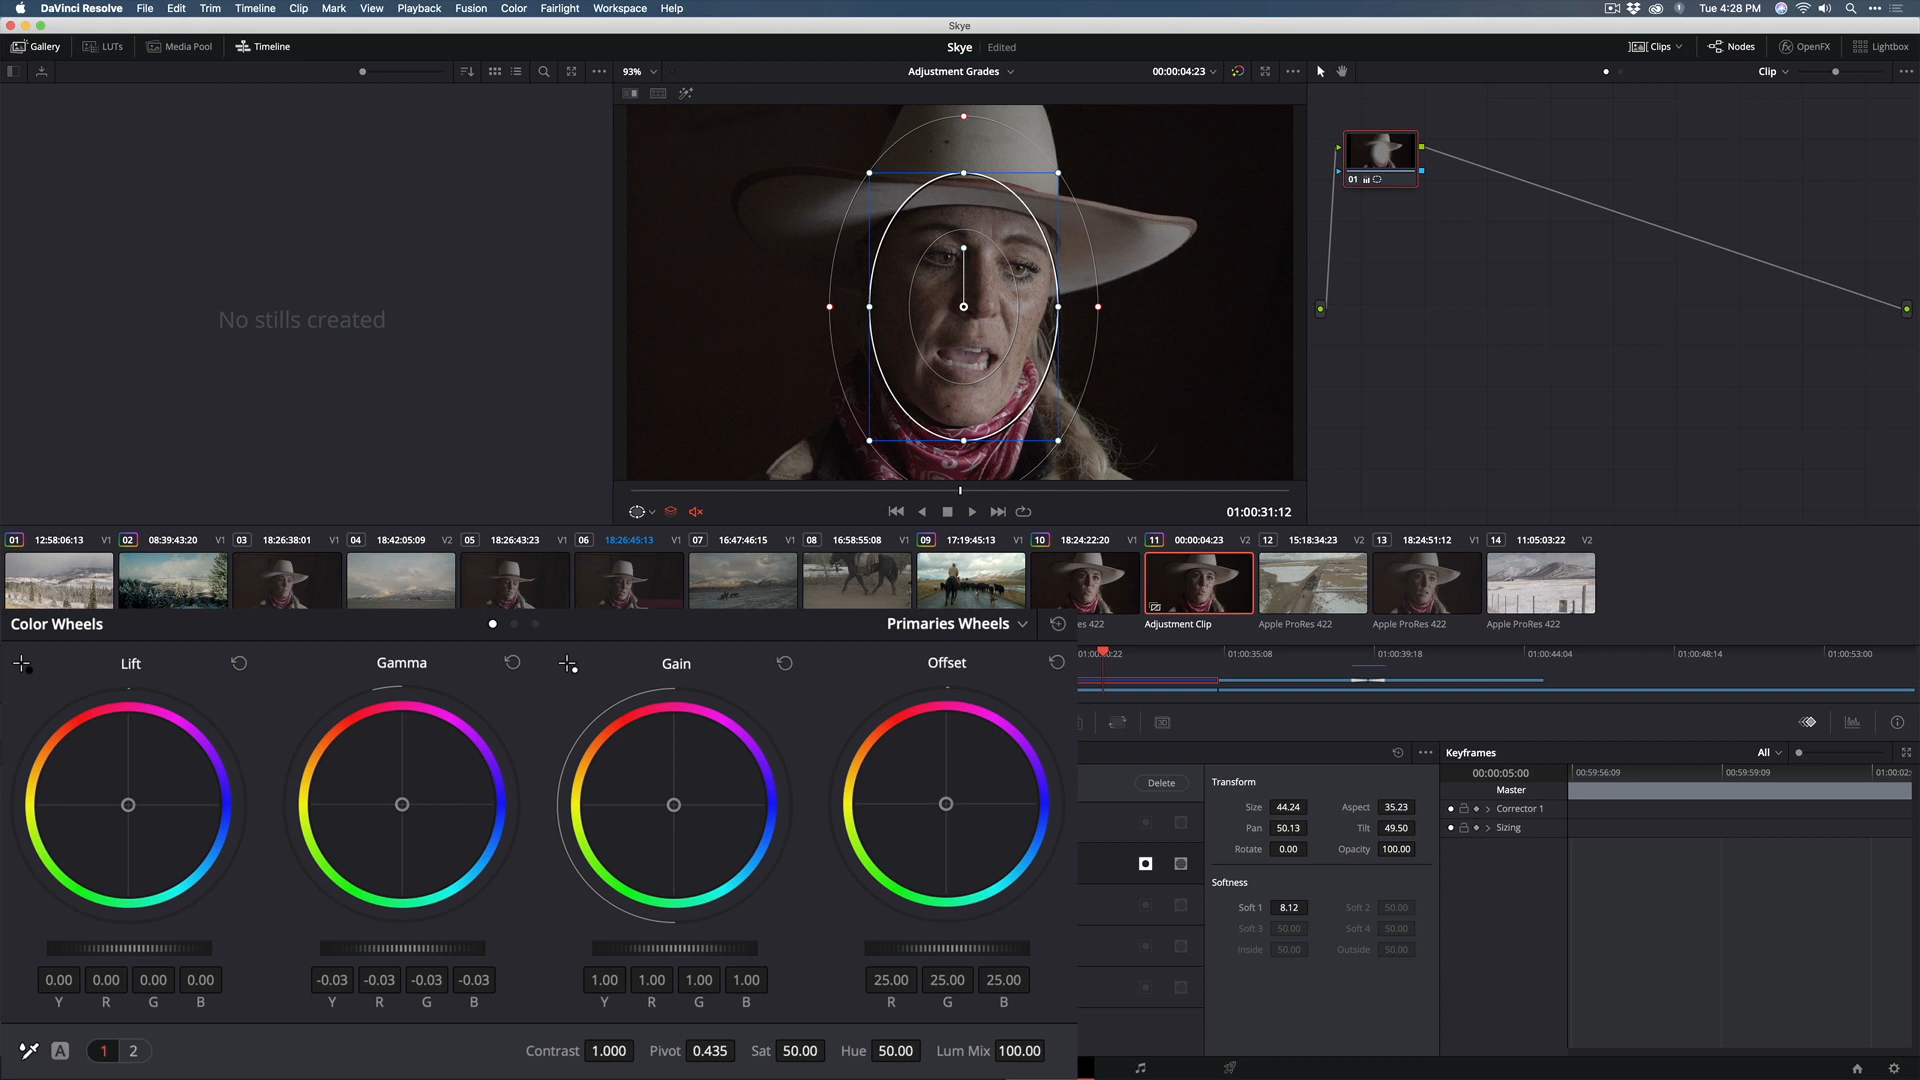 DaVinci Resolve File Edit Trim Timeline Clip Mark View Playback Fusion Color Fairlight Workspace Help Tue 4:28 PM
Skye
Gallery LUTs Media Pool Timeline Skye Edited Clips Nodes OpenFX Lightbox
93% Adjustment Grades 00:00:04:23 Clip
01
No stills created
01:00:31:12
01 12:58:06:13 V1 02 08:39:43:20 V1 03 18:26:38:01 V1 04 18:42:05:09 V2 05 18:26:43:23 V1 06 18:26:45:13 V1 07 16:47:46:15 V1 08 16:58:55:08 V1 09 17:19:45:13 V1 10 18:24:22:20 V1 11 00:00:04:23 V2 12 15:18:34:23 V2 13 18:24:51:12 V1 14 11:05:03:22 V2
Color Wheels Primaries Wheels es 422 Adjustment Clip Apple ProRes 422 Apple ProRes 422 Apple ProRes 422
01:00:30:22 01:00:35:08 01:00:39:18 01:00:44:04 01:00:48:14 01:00:53:00
Lift Gamma Gain Offset
3D
Keyframes All
00:00:05:00 00:59:56:09 00:59:59:09 01:00:02:
Master
Corrector 1
Sizing
Delete
Transform
Size 44.24 Aspect 35.23
Pan 50.13 Tilt 49.50
Rotate 0.00 Opacity 100.00
Softness
Soft 1 8.12 Soft 2 50.00
Soft 3 50.00 Soft 4 50.00
Inside 50.00 Outside 50.00
0.00 0.00 0.00 0.00 -0.03 -0.03 -0.03 -0.03 1.00 1.00 1.00 1.00 25.00 25.00 25.00
Y R G B Y R G B Y R G B R G B
A 1 2 Contrast 1.000 Pivot 0.435 Sat 50.00 Hue 50.00 Lum Mix 100.00